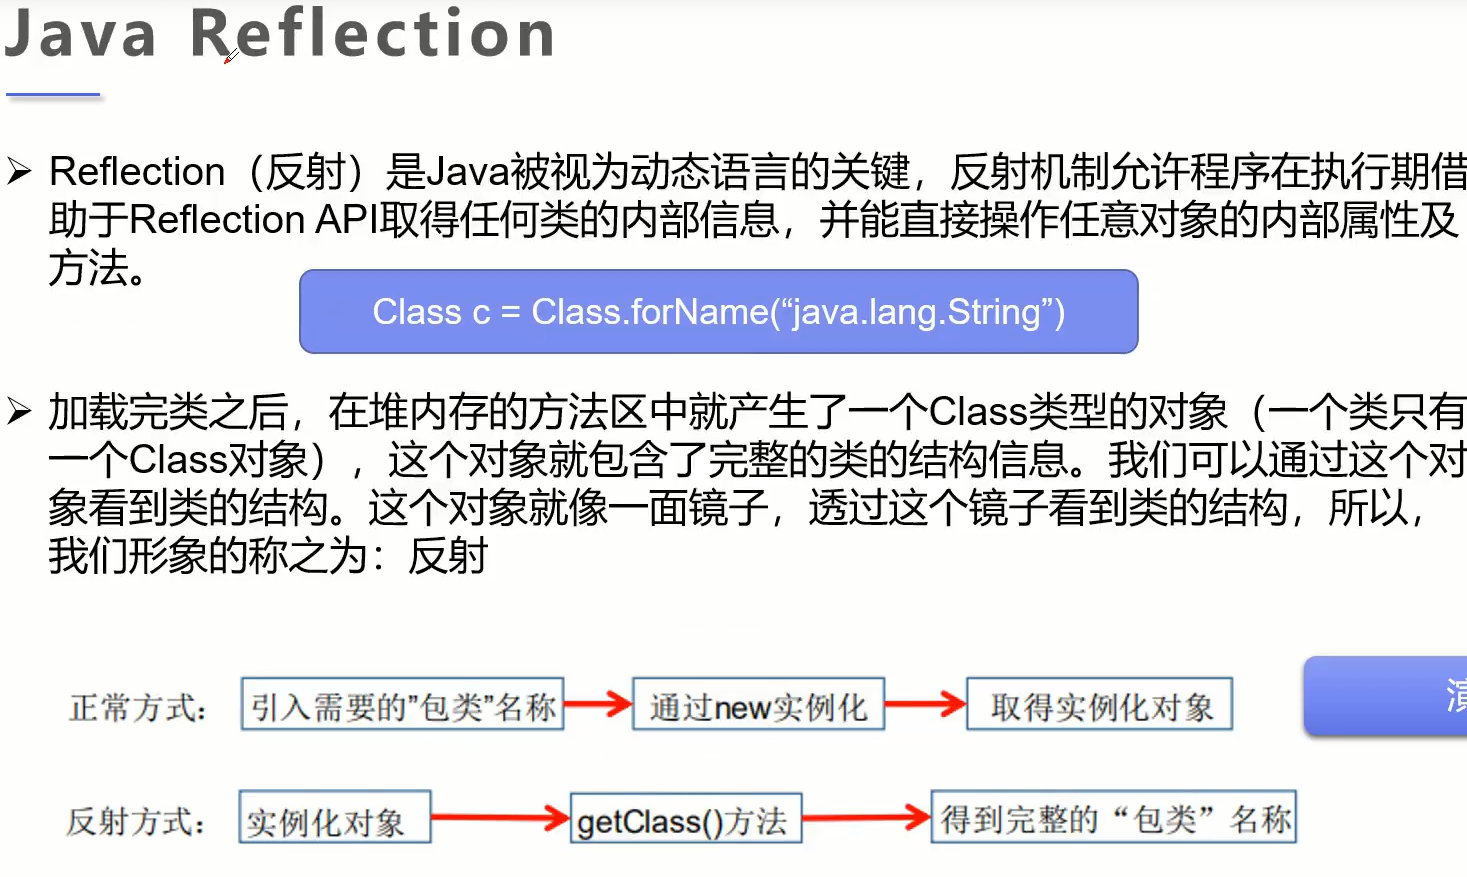 Java Reflection
Reflection（反射）是Java被视为动态语言的关键，反射机制允许程序在执行期借
助于Reflection API取得任何类的内部信息，并能直接操作任意对象的内部属性及
方法。
Class c = Class.forName(“java.lang.String”)
加载完类之后，在堆内存的方法区中就产生了一个Class类型的对象（一个类只有
一个Class对象），这个对象就包含了完整的类的结构信息。我们可以通过这个对
象看到类的结构。这个对象就像一面镜子，透过这个镜子看到类的结构，所以，
我们形象的称之为：反射
正常方式： 引入需要的”包类”名称 通过new实例化 取得实例化对象
反射方式： 实例化对象 getClass()方法 得到完整的“包类”名称